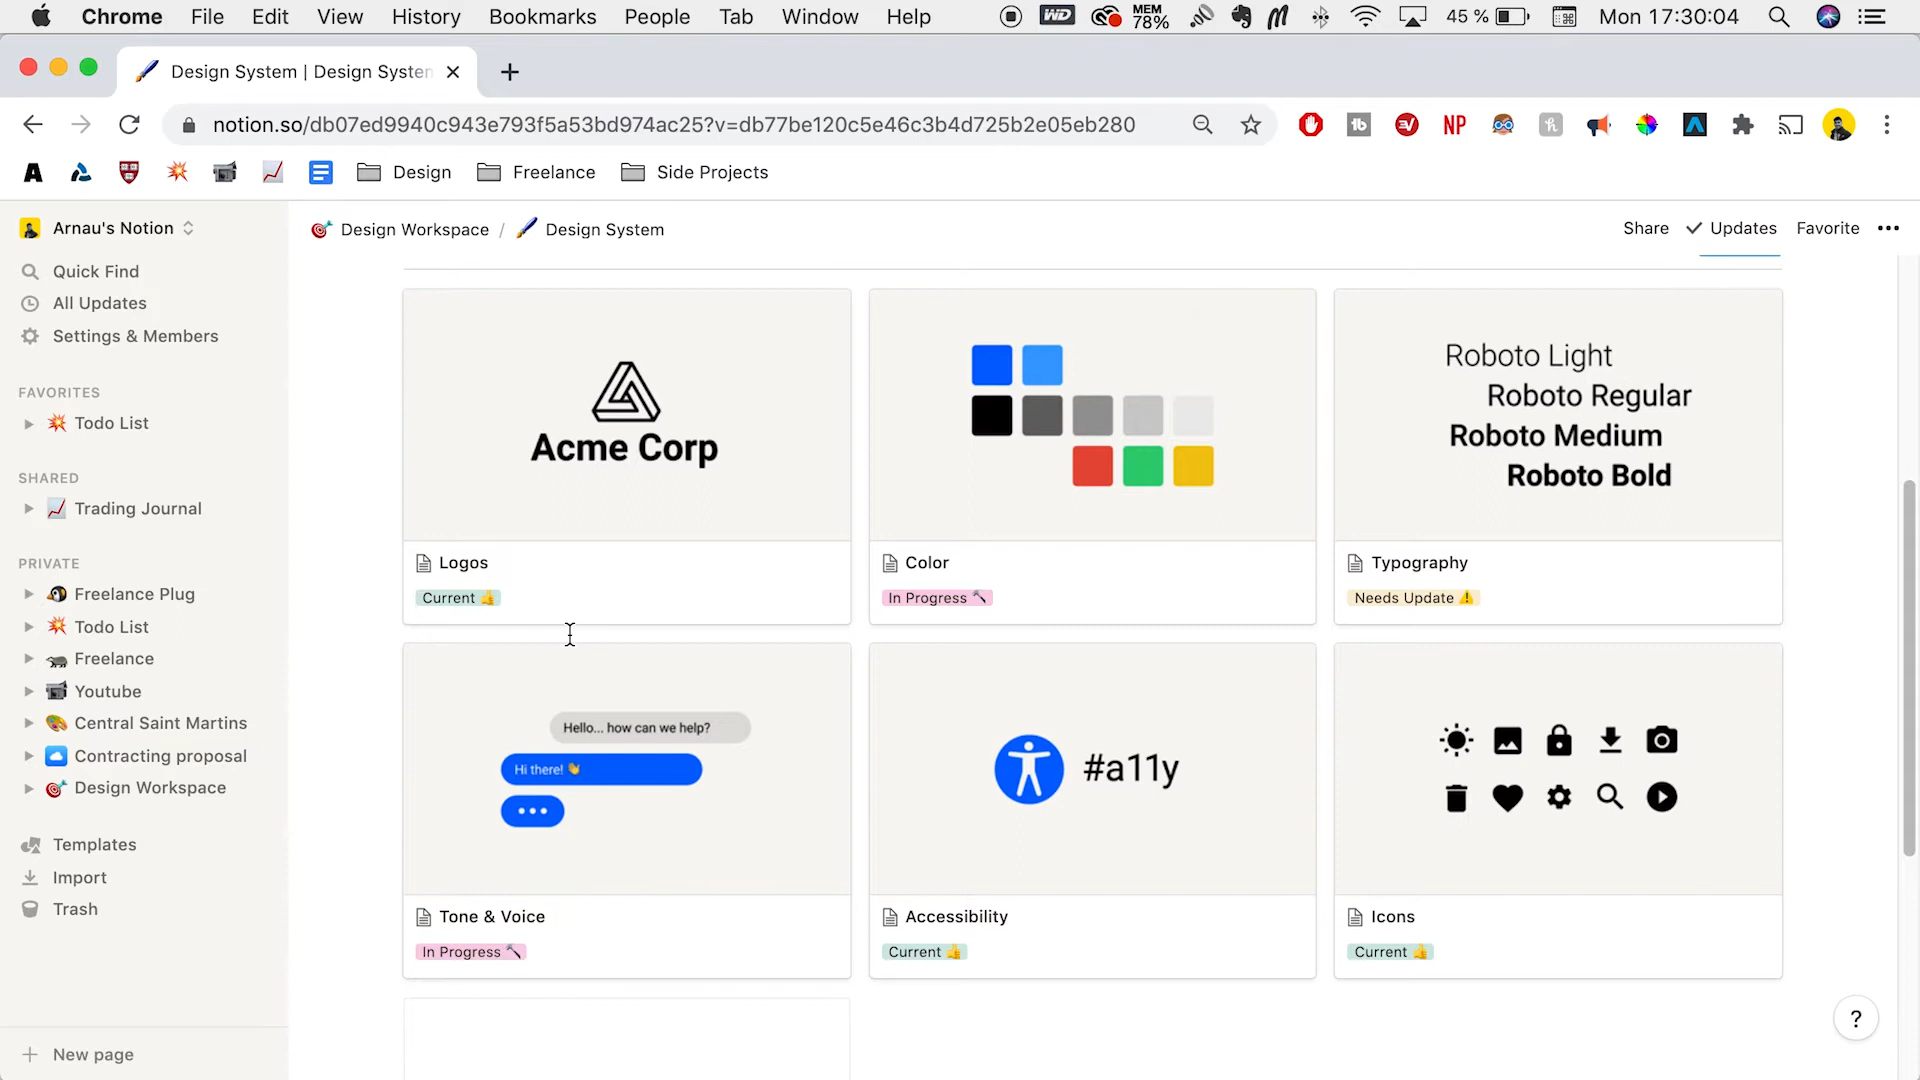 Chrome File Edit View History Bookmarks People Tab Window Help
WD MEM 78% 45 % Mon 17:30:04
Design System | Design System
notion.so/db07ed9940c943e793f5a53bd974ac25?v=db77be120c5e46c3b4d725b2e05eb280
NP
Design Freelance Side Projects
Arnau's Notion
Design Workspace / Design System
Share Updates Favorite
Quick Find
All Updates
Settings & Members
FAVORITES
Todo List
SHARED
Trading Journal
PRIVATE
Freelance Plug
Todo List
Freelance
Youtube
Central Saint Martins
Contracting proposal
Design Workspace
Templates
Import
Trash
New page
Acme Corp
Logos
Current
Color
In Progress
Roboto Light
Roboto Regular
Roboto Medium
Roboto Bold
Typography
Needs Update
Hello... how can we help?
Hi there!
Tone & Voice
In Progress
#a11y
Accessibility
Current
Icons
Current
?